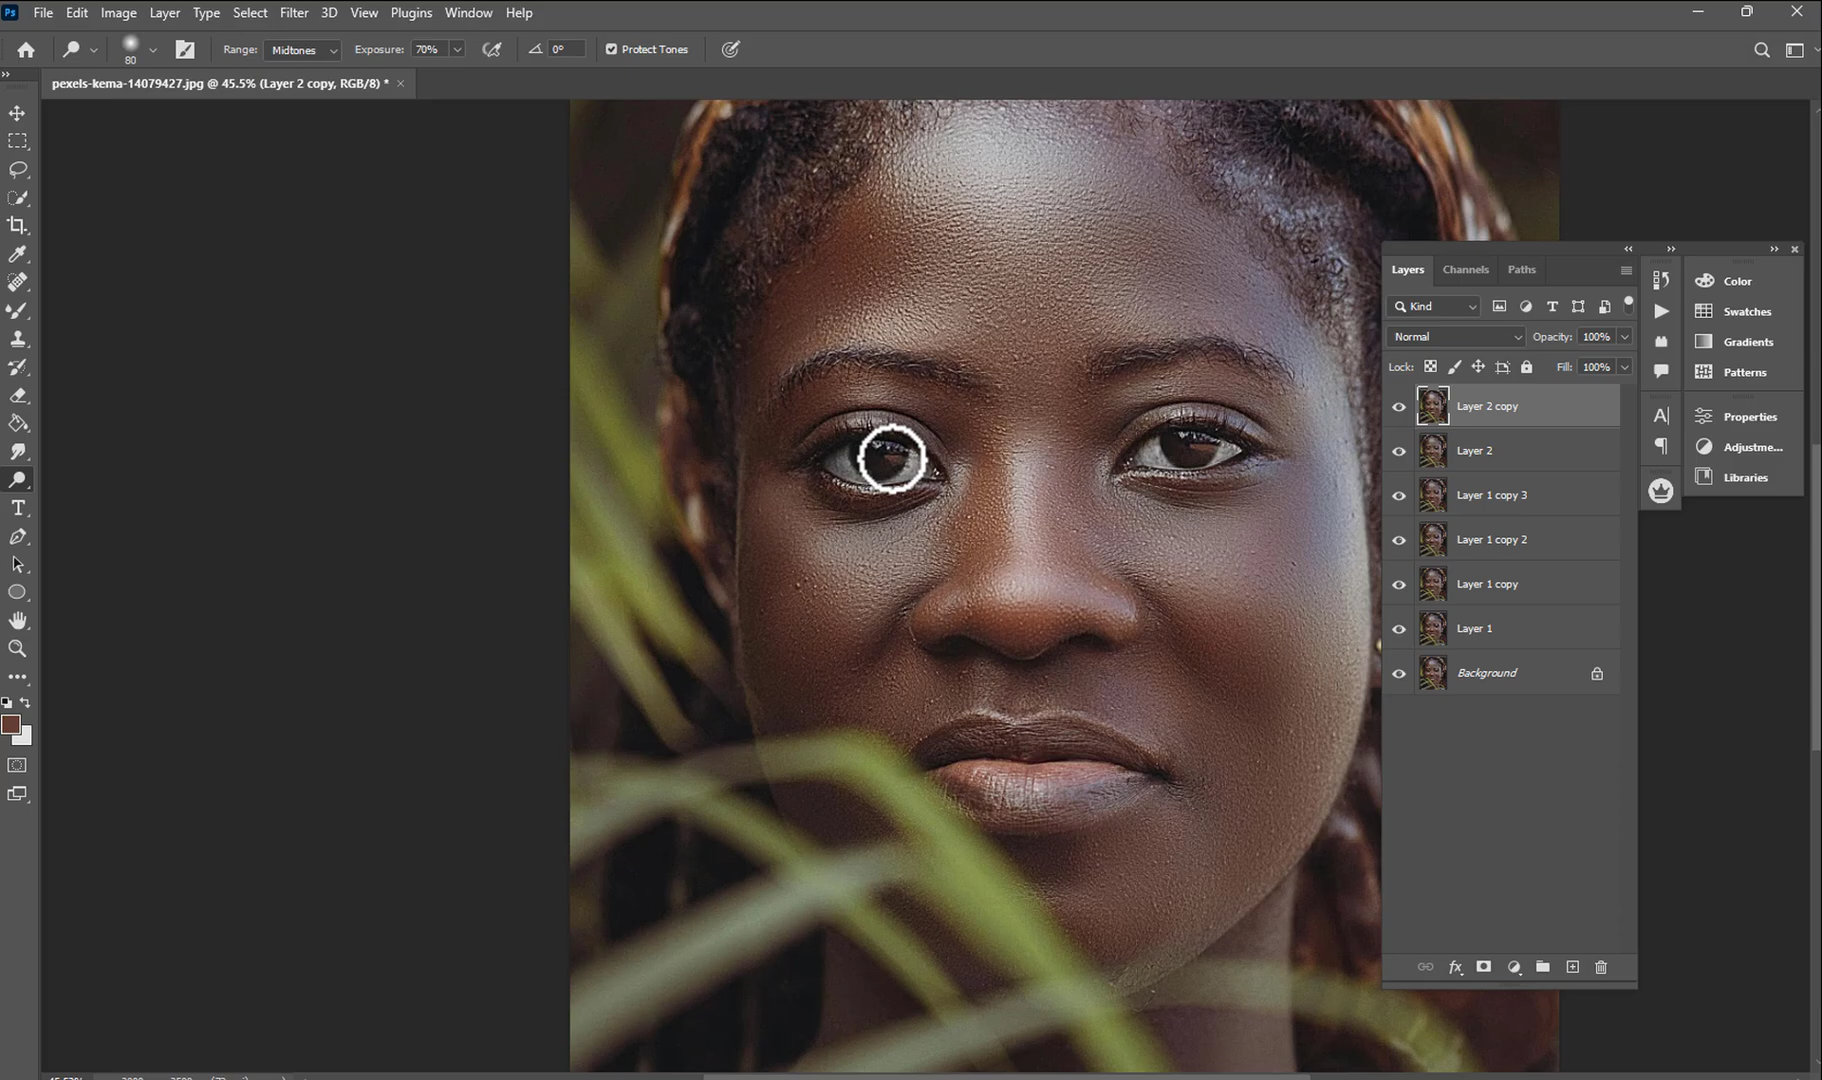 Ps File Edit Image Layer Type Select Filter 3D View Plugins Window Help
80 Range: Midtones Exposure: 70% 0° Protect Tones
pexels-kema-14079427.jpg @ 45.5% (Layer 2 copy, RGB/8) * ×
Layers Channels Paths
Kind
Normal Opacity: 100%
Lock: Fill: 100%
Layer 2 copy
Layer 2
Layer 1 copy 3
Layer 1 copy 2
Layer 1 copy
Layer 1
Background
Color
Swatches
Gradients
Patterns
Properties
Adjustme...
Libraries